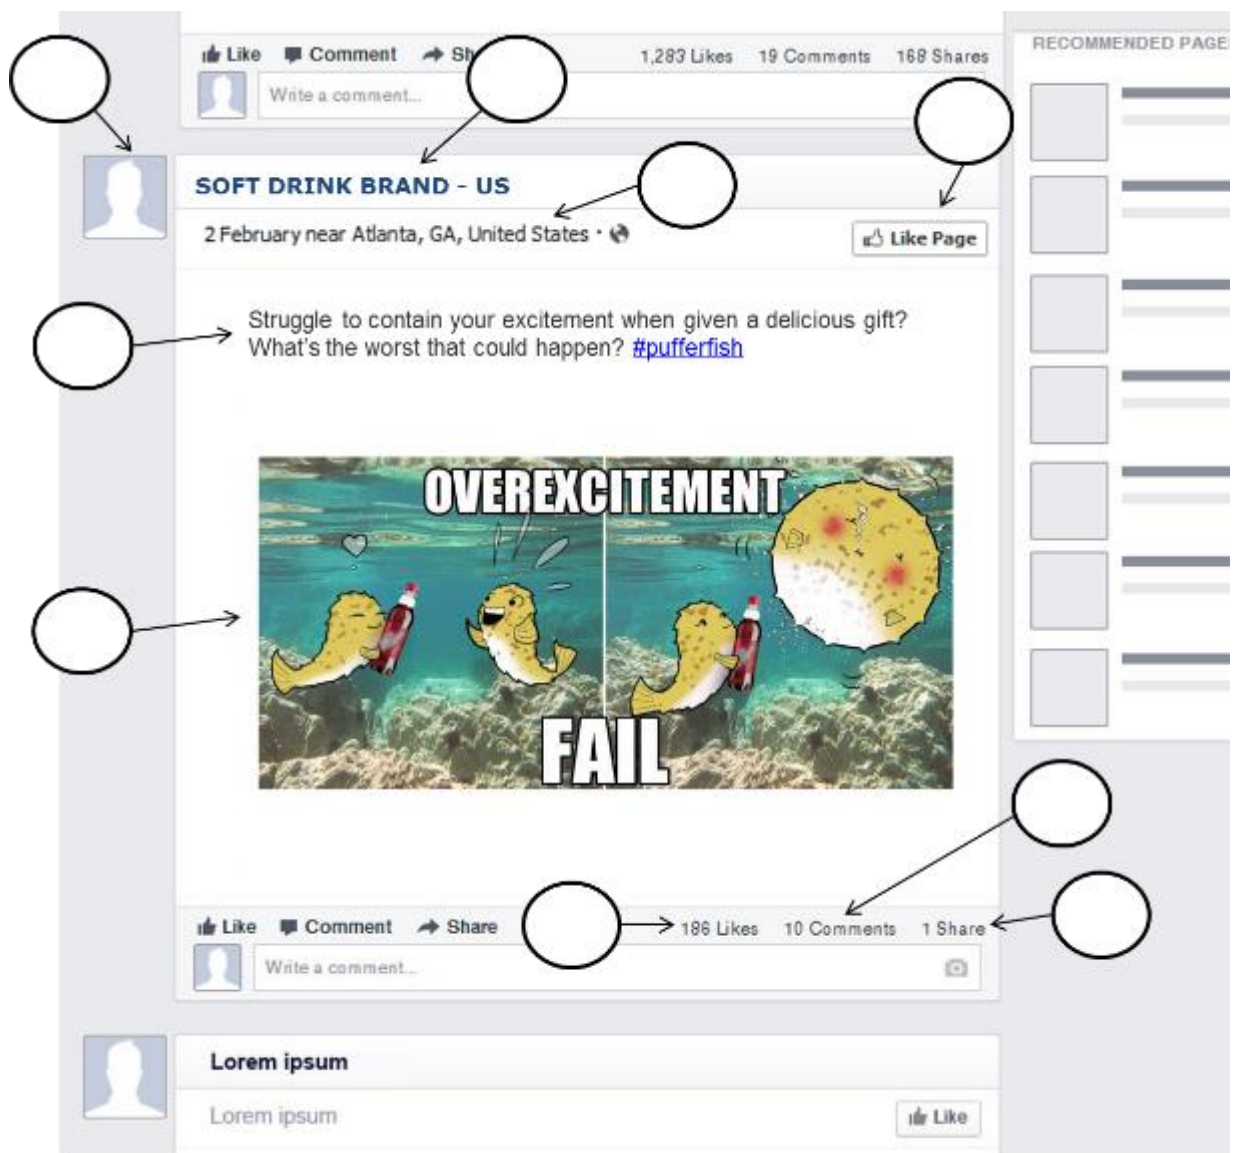 Like Comment Share 1,283 Likes 19 Comments 168 Shares
Write a comment...
RECOMMENDED PAGE
SOFT DRINK BRAND - US
2 February near Atlanta, GA, United States ·
Like Page
Struggle to contain your excitement when given a delicious gift?
What's the worst that could happen? #pufferfish
OVEREXCITEMENT
FAIL
Like Comment Share 186 Likes 10 Comments 1 Share
Write a comment...
Lorem ipsum
Lorem ipsum
Like